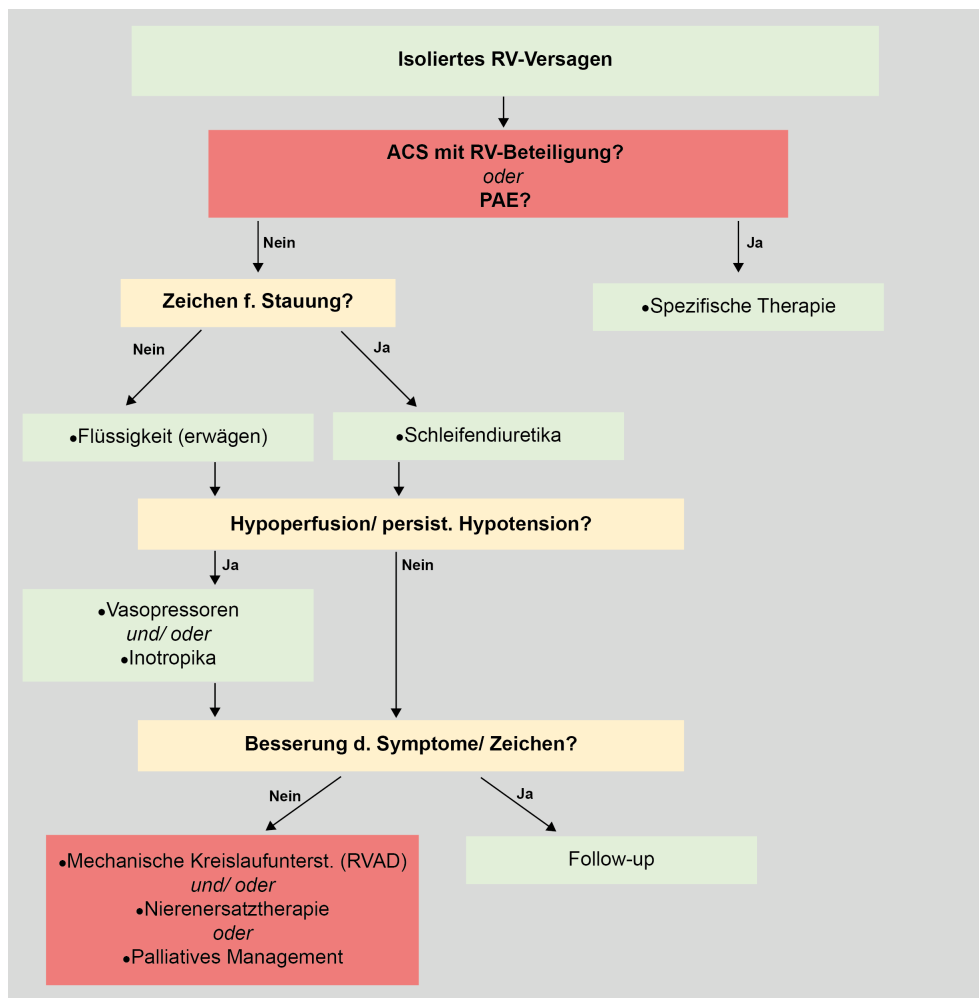 Isoliertes RV-Versagen
ACS mit RV-Beteiligung?
oder
PAE?
Nein
Ja
Zeichen f. Stauung?
•Spezifische Therapie
Nein
Ja
•Flüssigkeit (erwägen)
•Schleifendiuretika
Hypoperfusion/ persist. Hypotension?
Ja
Nein
•Vasopressoren
und/ oder
•Inotropika
Besserung d. Symptome/ Zeichen?
Nein
Ja
•Mechanische Kreislaufunterst. (RVAD)
und/ oder
•Nierenersatztherapie
oder
•Palliatives Management
Follow-up